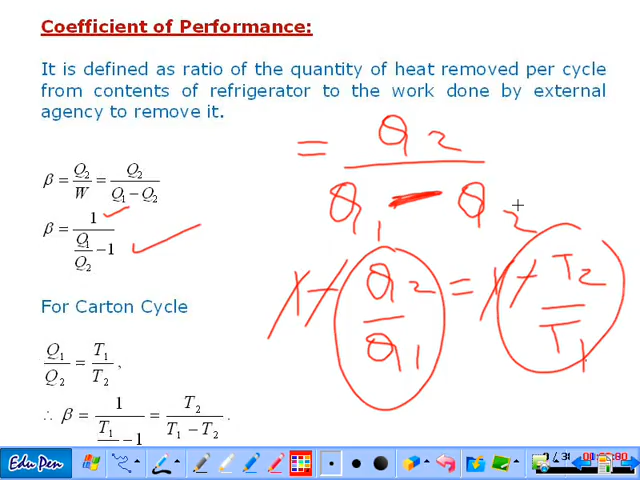 Coefficient of Performance:
It is defined as ratio of the quantity of heat removed per cycle
from contents of refrigerator to the work done by external
agency to remove it.
β = Q₂/W = Q₂/(Q₁ − Q₂)
β = 1/(Q₁/Q₂ − 1)
= Q₂/(Q₁ − Q₂)
1 − Q₂/Q₁ = 1 − T₂/T₁
For Carton Cycle
Q₁/Q₂ = T₁/T₂,
∴ β = 1/(T₁/ − 1) = T₂/(T₁ − T₂).
Edu Pen